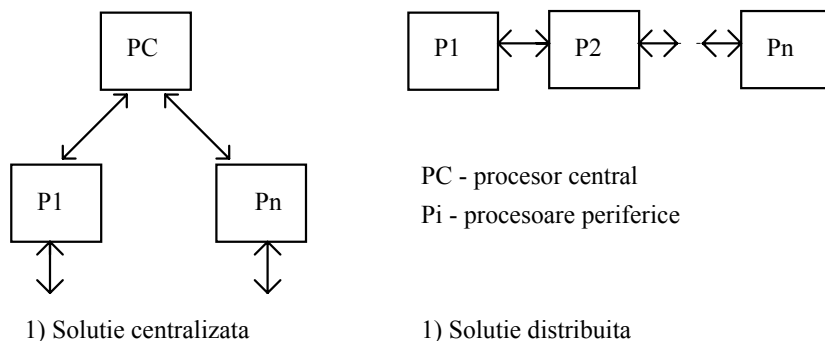 PC
P1
Pn
1) Solutie centralizata
P1
P2
Pn
PC - procesor central
Pi - procesoare periferice
1) Solutie distribuita